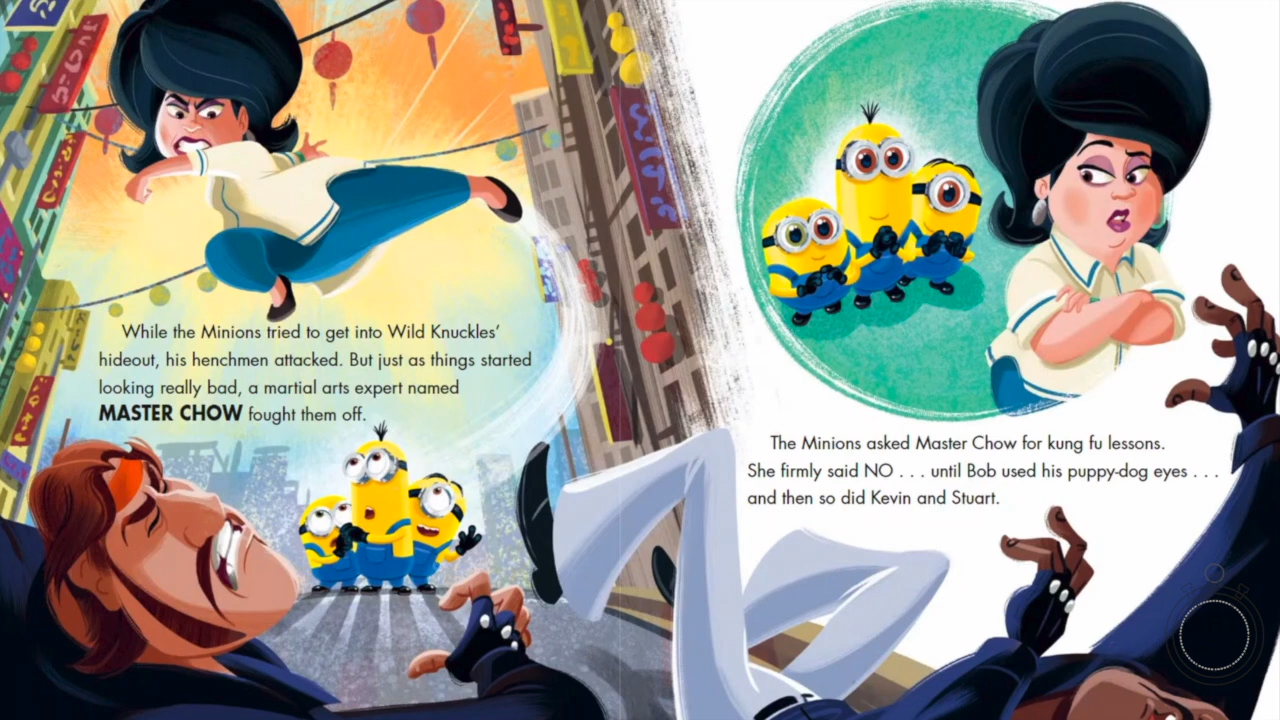 While the Minions tried to get into Wild Knuckles’
hideout, his henchmen attacked. But just as things started
looking really bad, a martial arts expert named
MASTER CHOW fought them off.
The Minions asked Master Chow for kung fu lessons.
She firmly said NO . . . until Bob used his puppy-dog eyes . . .
and then so did Kevin and Stuart.